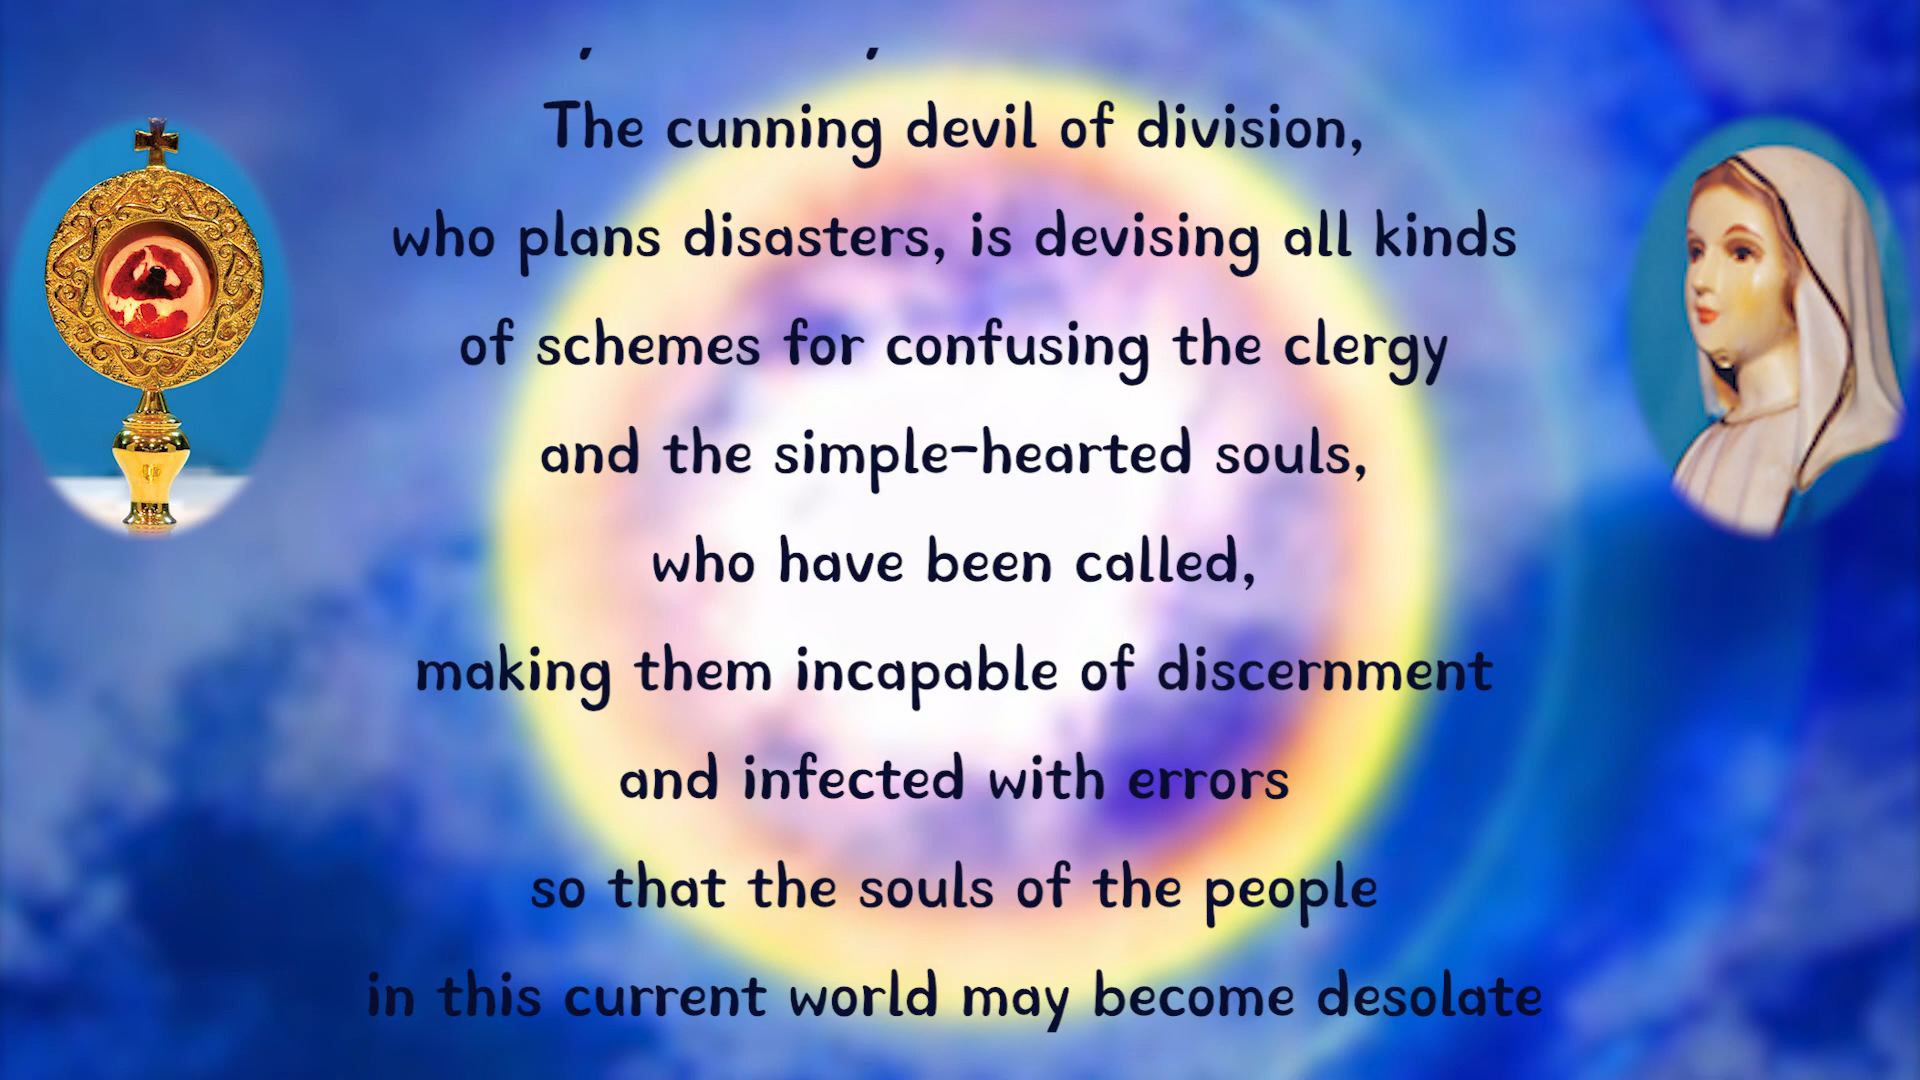 The cunning devil of division,
who plans disasters, is devising all kinds
of schemes for confusing the clergy
and the simple-hearted souls,
who have been called,
making them incapable of discernment
and infected with errors
so that the souls of the people
in this current world may become desolate